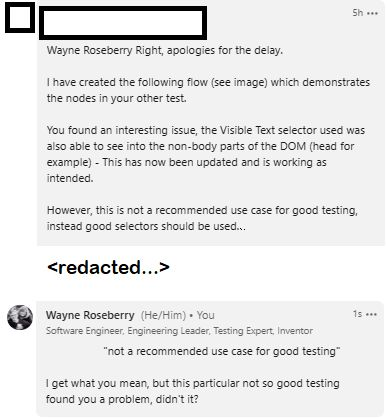 5h •••
Wayne Roseberry Right, apologies for the delay.
I have created the following flow (see image) which demonstrates
the nodes in your other test.
You found an interesting issue, the Visible Text selector used was
also able to see into the non-body parts of the DOM (head for
example) - This has now been updated and is working as
intended.
However, this is not a recommended use case for good testing,
instead good selectors should be used...
<redacted...>
Wayne Roseberry (He/Him) • You
1s •••
Software Engineer, Engineering Leader, Testing Expert, Inventor
"not a recommended use case for good testing"
I get what you mean, but this particular not so good testing
found you a problem, didn't it?